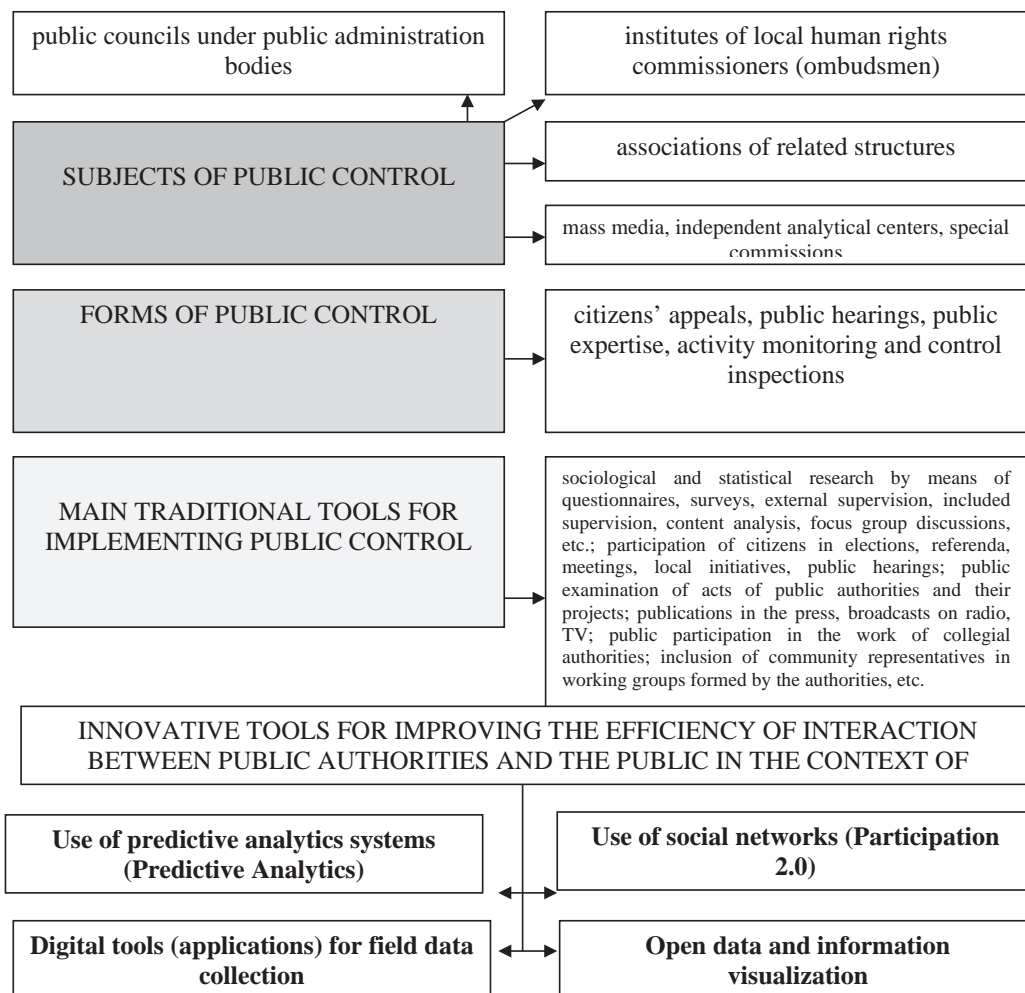 public councils under public administration
bodies
institutes of local human rights
commissioners (ombudsmen)
SUBJECTS OF PUBLIC CONTROL
associations of related structures
mass media, independent analytical centers, special
commissions
FORMS OF PUBLIC CONTROL
citizens’ appeals, public hearings, public
expertise, activity monitoring and control
inspections
MAIN TRADITIONAL TOOLS FOR
IMPLEMENTING PUBLIC CONTROL
sociological and statistical research by means of
questionnaires, surveys, external supervision, included
supervision, content analysis, focus group discussions,
etc.; participation of citizens in elections, referenda,
meetings, local initiatives, public hearings; public
examination of acts of public authorities and their
projects; publications in the press, broadcasts on radio,
TV; public participation in the work of collegial
authorities; inclusion of community representatives in
working groups formed by the authorities, etc.
INNOVATIVE TOOLS FOR IMPROVING THE EFFICIENCY OF INTERACTION
BETWEEN PUBLIC AUTHORITIES AND THE PUBLIC IN THE CONTEXT OF
Use of predictive analytics systems
(Predictive Analytics)
Use of social networks (Participation
2.0)
Digital tools (applications) for field data
collection
Open data and information
visualization